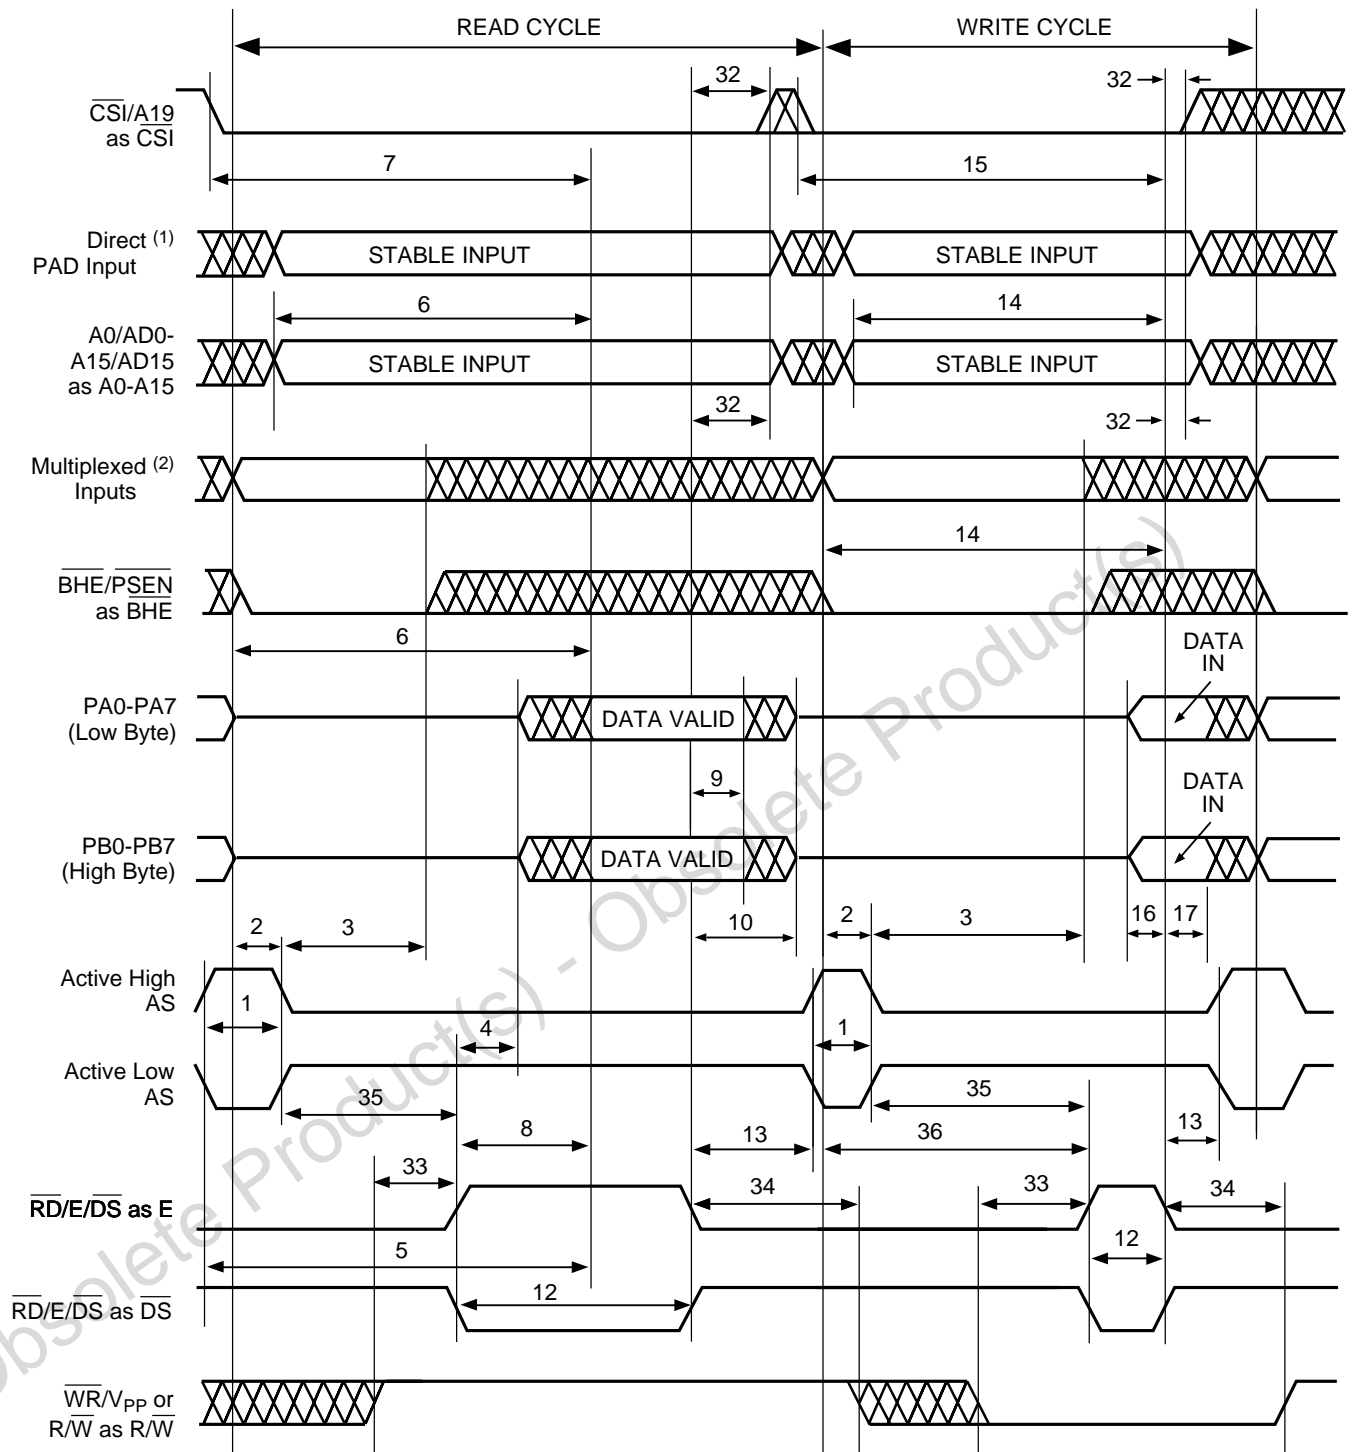 READ CYCLE
WRITE CYCLE
32
32
CSI/A19
as CSI
7
15
Direct (1)
PAD Input
STABLE INPUT
STABLE INPUT
6
14
A0/AD0-
A15/AD15
as A0-A15
STABLE INPUT
STABLE INPUT
32
32
Multiplexed (2)
Inputs
14
BHE/PSEN
as BHE
6
DATA
IN
PA0-PA7
(Low Byte)
DATA VALID
9
DATA
IN
PB0-PB7
(High Byte)
DATA VALID
2
3
10
2
3
16
17
Active High
AS
1
4
1
Active Low
AS
35
35
8
13
36
13
33
34
33
34
RD/E/DS as E
5
12
12
RD/E/DS as DS
WR/VPP or
R/W as R/W
Obsolete Product(s) - Obsolete Product(s)